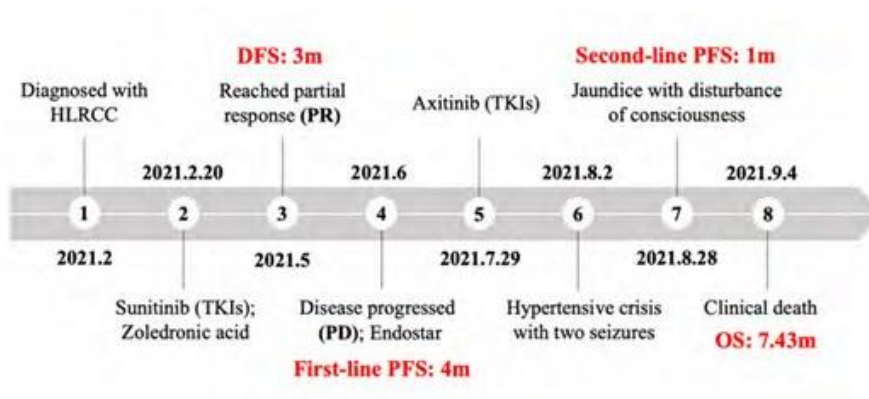 DFS: 3m
Second-line PFS: 1m
Diagnosed with
HLRCC
Reached partial
response (PR)
Axitinib (TKIs)
Jaundice with disturbance
of consciousness
2021.2.20
2021.6
2021.8.2
2021.9.4
1
2
3
4
5
6
7
8
2021.2
2021.5
2021.7.29
2021.8.28
Sunitinib (TKIs);
Zoledronic acid
Disease progressed
(PD); Endostar
Hypertensive crisis
with two seizures
Clinical death
First-line PFS: 4m
OS: 7.43m